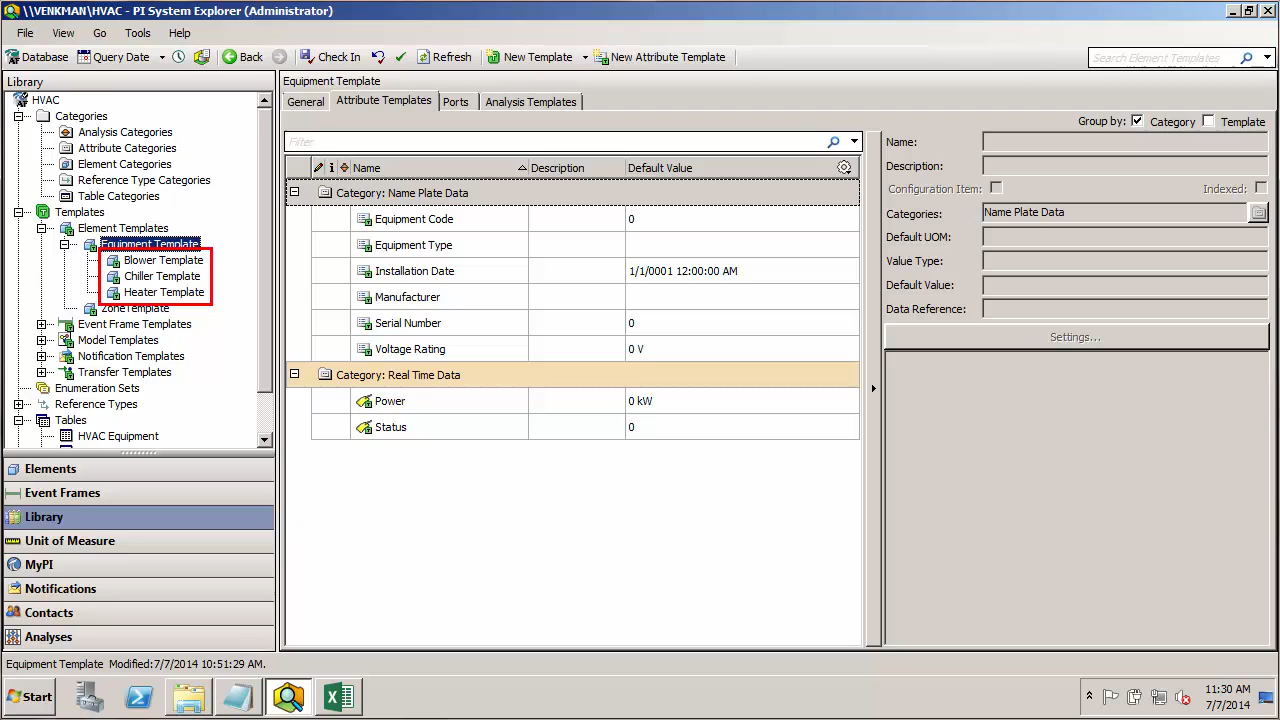 \\VENKMAN\HVAC - PI System Explorer (Administrator)
File View Go Tools Help
Database Query Date Back Check In Refresh New Template New Attribute Template Search Element Templates
Library
HVAC
Categories
Analysis Categories
Attribute Categories
Element Categories
Reference Type Categories
Table Categories
Templates
Element Templates
Equipment Template
Blower Template
Chiller Template
Heater Template
ZoneTemplate
Event Frame Templates
Model Templates
Notification Templates
Transfer Templates
Enumeration Sets
Reference Types
Tables
HVAC Equipment
Elements
Event Frames
Library
Unit of Measure
MyPI
Notifications
Contacts
Analyses
Equipment Template
General Attribute Templates Ports Analysis Templates
Group by: Category Template
Filter
Name Description Default Value
Category: Name Plate Data
Equipment Code 0
Equipment Type
Installation Date 1/1/0001 12:00:00 AM
Manufacturer
Serial Number 0
Voltage Rating 0 V
Category: Real Time Data
Power 0 kW
Status 0
Name:
Description:
Configuration Item: Indexed:
Categories: Name Plate Data
Default UOM:
Value Type:
Default Value:
Data Reference:
Settings...
Equipment Template Modified:7/7/2014 10:51:29 AM.
Start
11:30 AM
7/7/2014